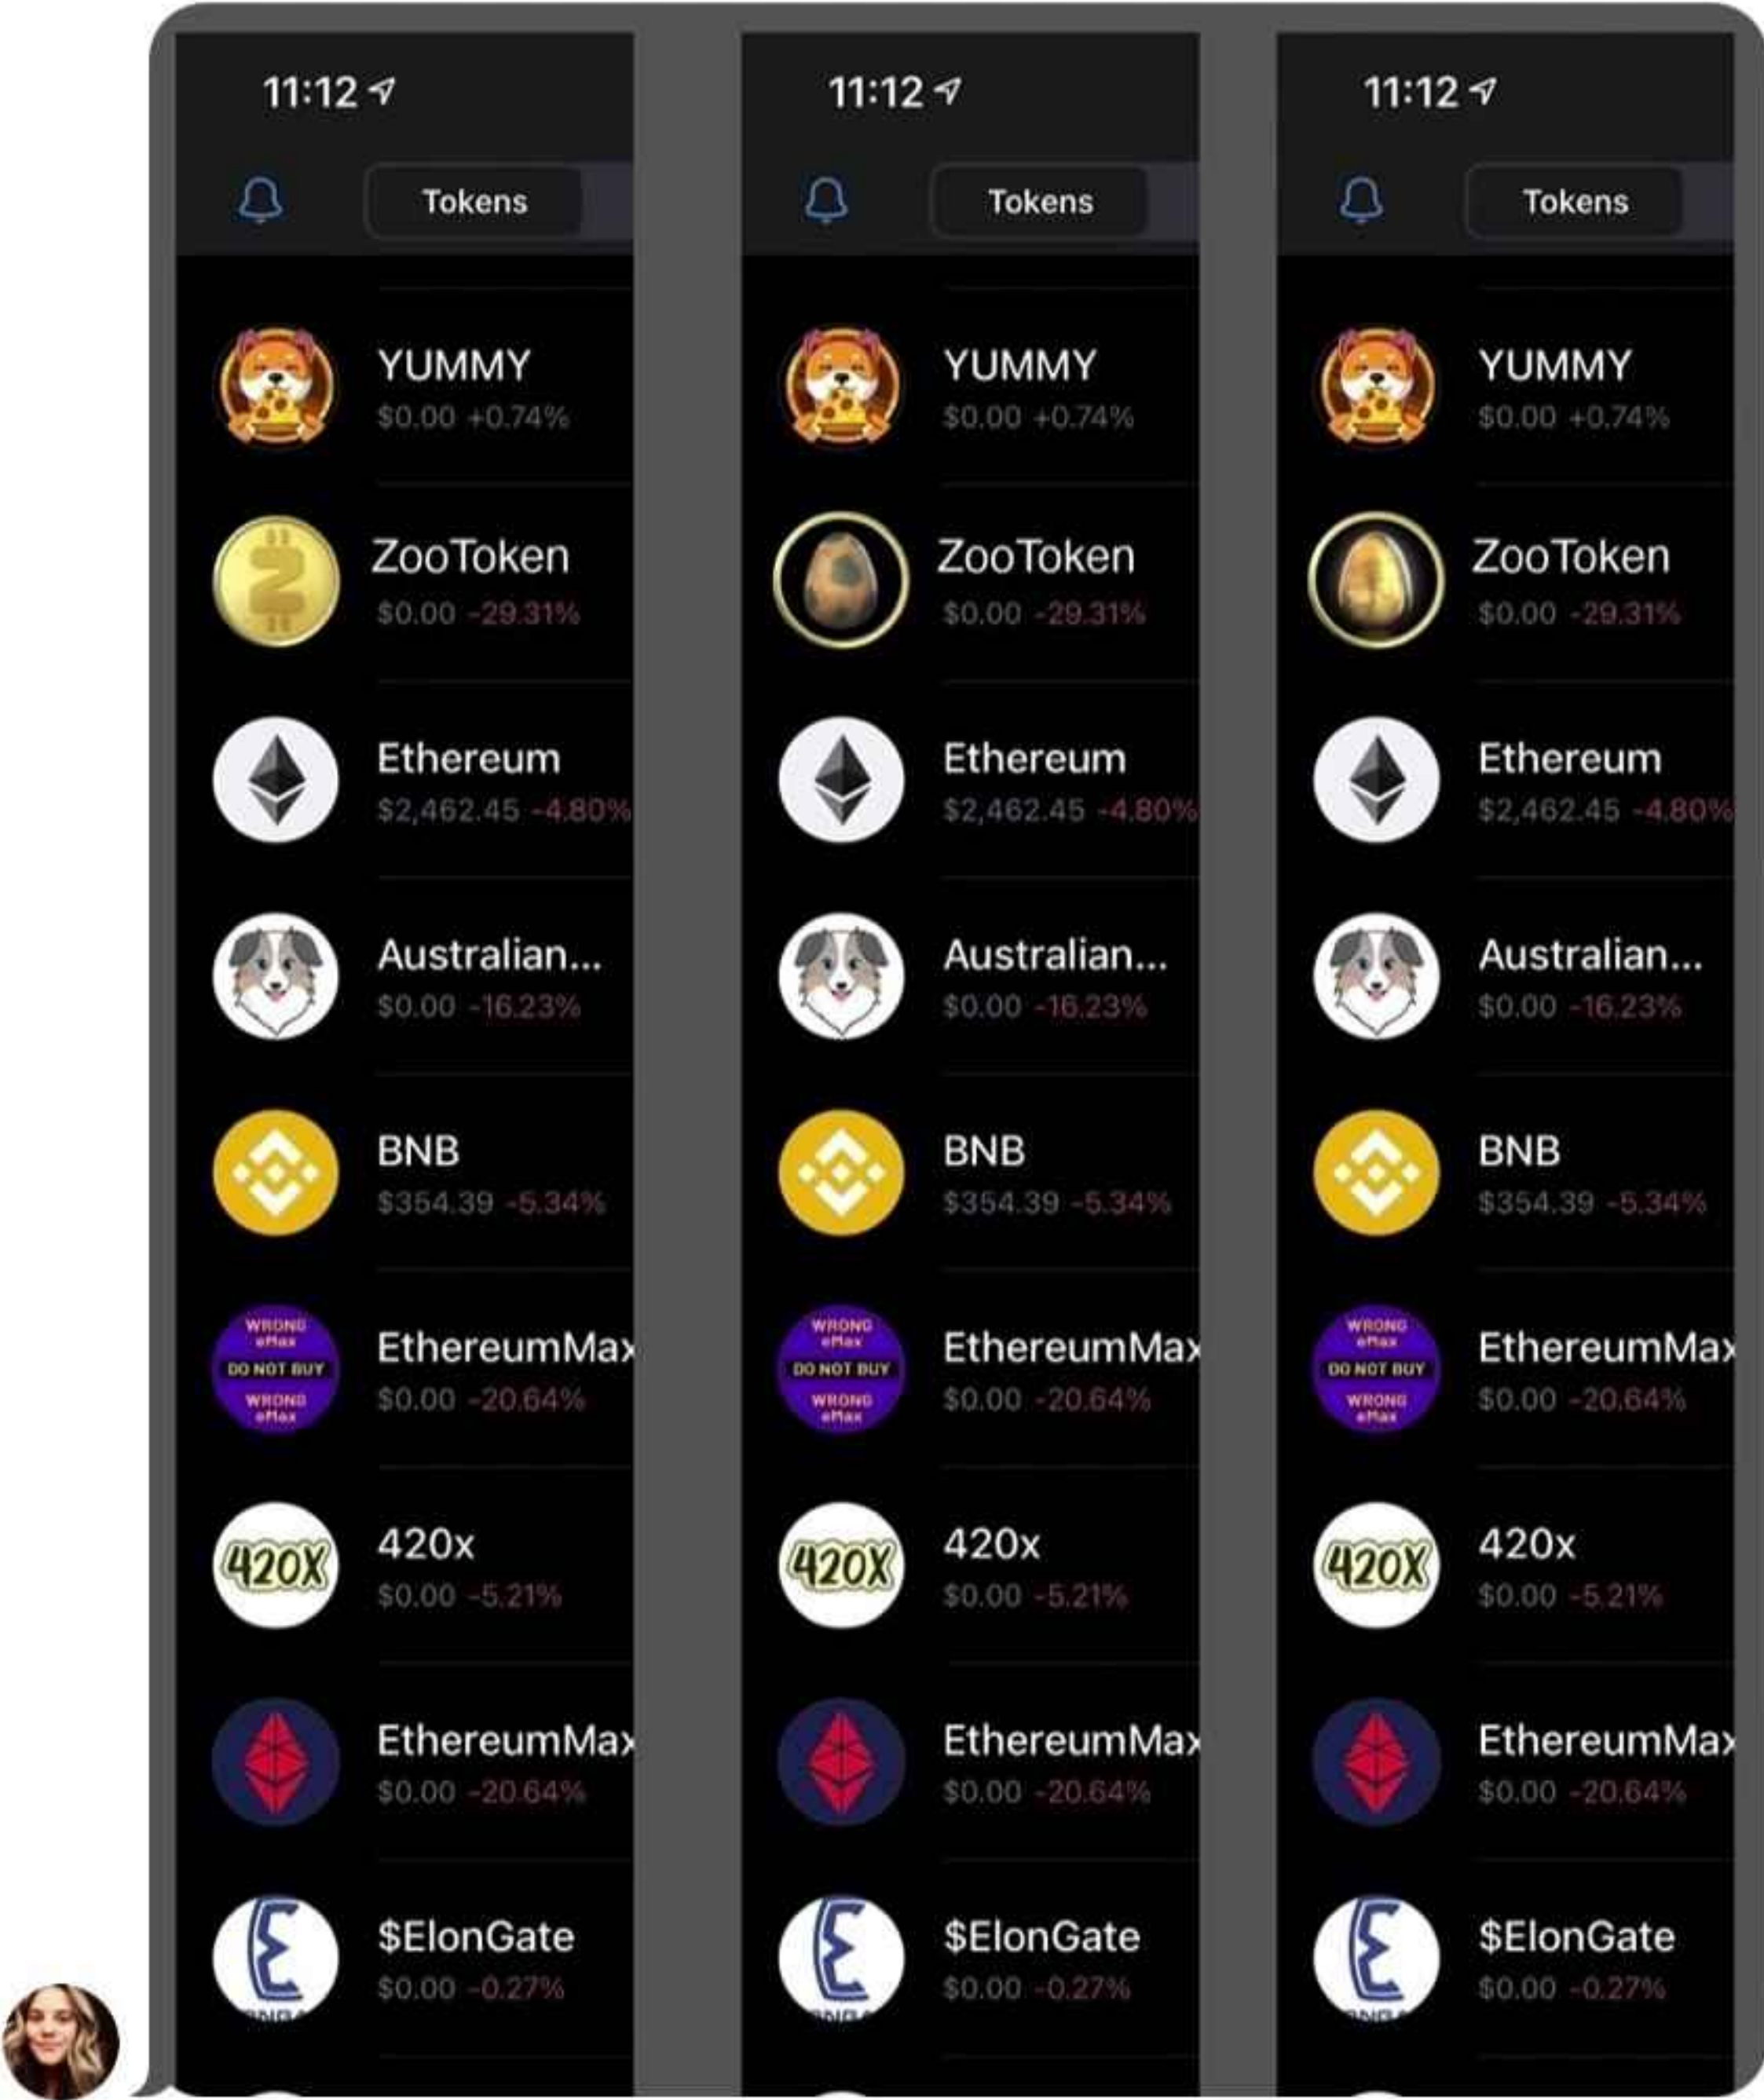 11:12
Tokens
YUMMY
$0.00 +0.74%
ZooToken
$0.00 -29.31%
Ethereum
$2,462.45 -4.80%
Australian...
$0.00 -16.23%
BNB
$354.39 -5.34%
WRONG
eMax
DO NOT BUY
WRONG
eMax
EthereumMax
$0.00 -20.64%
420X
420x
$0.00 -5.21%
EthereumMax
$0.00 -20.64%
$ElonGate
$0.00 -0.27%
11:12
Tokens
YUMMY
$0.00 +0.74%
ZooToken
$0.00 -29.31%
Ethereum
$2,462.45 -4.80%
Australian...
$0.00 -16.23%
BNB
$354.39 -5.34%
WRONG
eMax
DO NOT BUY
WRONG
eMax
EthereumMax
$0.00 -20.64%
420X
420x
$0.00 -5.21%
EthereumMax
$0.00 -20.64%
$ElonGate
$0.00 -0.27%
11:12
Tokens
YUMMY
$0.00 +0.74%
ZooToken
$0.00 -29.31%
Ethereum
$2,462.45 -4.80%
Australian...
$0.00 -16.23%
BNB
$354.39 -5.34%
WRONG
eMax
DO NOT BUY
WRONG
eMax
EthereumMax
$0.00 -20.64%
420X
420x
$0.00 -5.21%
EthereumMax
$0.00 -20.64%
$ElonGate
$0.00 -0.27%